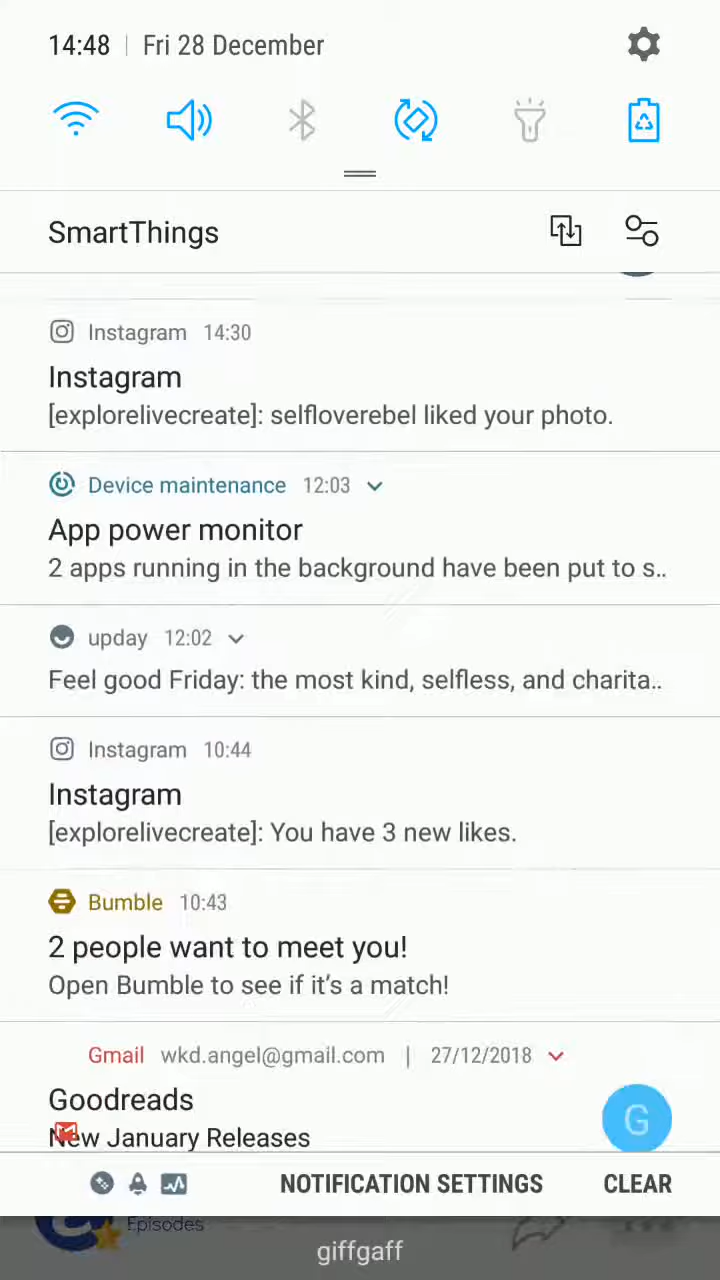 14:48 | Fri 28 December
SmartThings
Instagram 14:30
Instagram
[explorelivecreate]: selfloverebel liked your photo.
Device maintenance 12:03
App power monitor
2 apps running in the background have been put to s..
upday 12:02
Feel good Friday: the most kind, selfless, and charita..
Instagram 10:44
Instagram
[explorelivecreate]: You have 3 new likes.
Bumble 10:43
2 people want to meet you!
Open Bumble to see if it's a match!
Gmail wkd.angel@gmail.com | 27/12/2018
Goodreads
G
New January Releases
NOTIFICATION SETTINGS CLEAR
Episodes
giffgaff